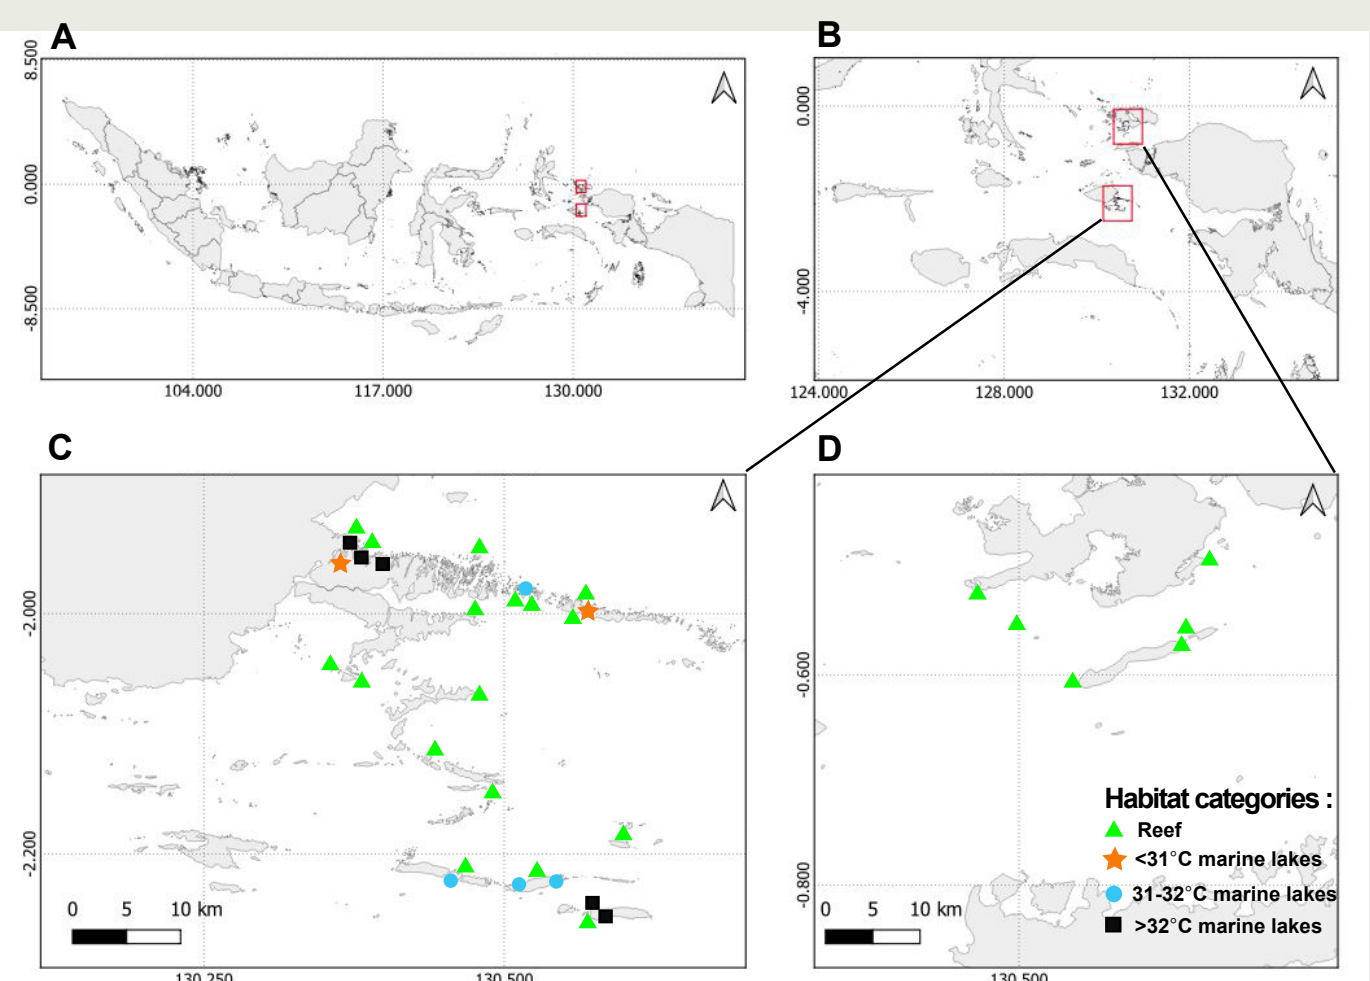 A
8.500
0.000
-8.500
104.000
117.000
130.000
B
0.000
-4.000
124.000
128.000
132.000
C
-2.000
-2.200
0 5 10 km
130.250
130.500
D
-0.600
-0.800
Habitat categories :
Reef
<31°C marine lakes
31-32°C marine lakes
>32°C marine lakes
0 5 10 km
130.500